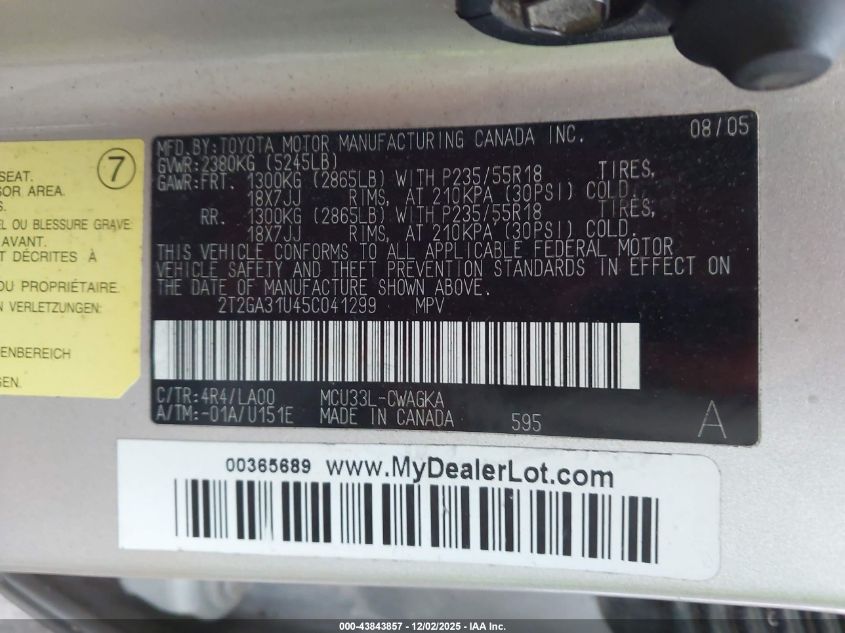 MFD.BY:TOYOTA MOTOR MANUFACTURING CANADA INC. 08/05
GVWR:2380KG (5245LB)
GAWR:FRT. 1300KG (2865LB) WITH P235/55R18 TIRES,
18X7JJ RIMS, AT 210KPA (30PSI) COLD.
RR. 1300KG (2865LB) WITH P235/55R18 TIRES,
18X7JJ RIMS, AT 210KPA (30PSI) COLD.
THIS VEHICLE CONFORMS TO ALL APPLICABLE FEDERAL MOTOR
VEHICLE SAFETY AND THEFT PREVENTION STANDARDS IN EFFECT ON
THE DATE OF MANUFACTURE SHOWN ABOVE.
2T2GA31U45C041299 MPV
C/TR:4R4/LA00 MCU33L-CWAGKA
A/TM:-01A/U151E MADE IN CANADA 595 A
7
SEAT.
AREA.
OU BLESSURE GRAVE
AVANT.
DÉCRITES À
DU PROPRIÉTAIRE.
VERLETZUNGEN.
00365689 www.MyDealerLot.com
000-43843857 - 12/02/2025 - IAA Inc.